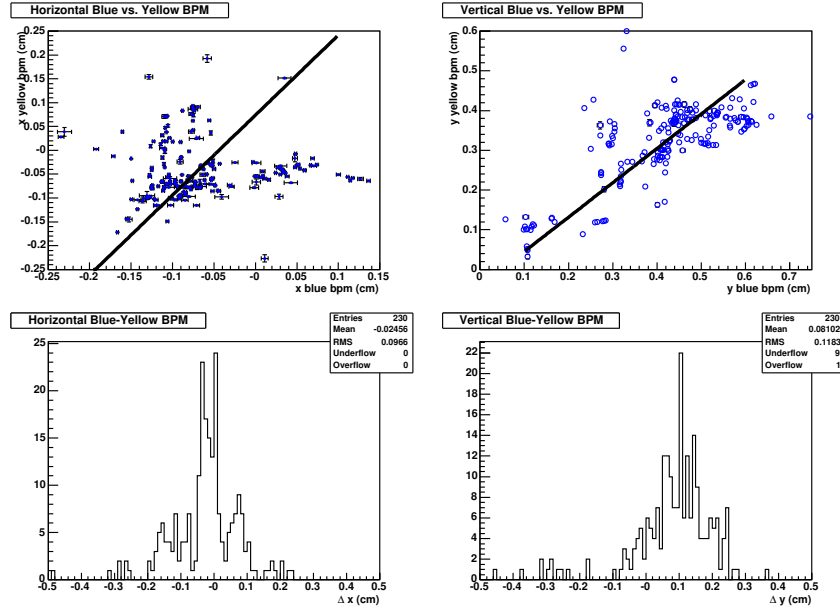 Horizontal Blue vs. Yellow BPM
x yellow bpm (cm)
0.25
0.2
0.15
0.1
0.05
-0
-0.05
-0.1
-0.15
-0.2
-0.25
-0.25 -0.2 -0.15 -0.1 -0.05 -0 0.05 0.1 0.15
x blue bpm (cm)
Vertical Blue vs. Yellow BPM
y yellow bpm (cm)
0.6
0.5
0.4
0.3
0.2
0.1
0
0 0.1 0.2 0.3 0.4 0.5 0.6 0.7
y blue bpm (cm)
Horizontal Blue-Yellow BPM
Entries 230
Mean -0.02456
RMS 0.0966
Underflow 0
Overflow 0
25
20
15
10
5
0
-0.5 -0.4 -0.3 -0.2 -0.1 -0 0.1 0.2 0.3 0.4 0.5
Δ x (cm)
Vertical Blue-Yellow BPM
Entries 230
Mean 0.08102
RMS 0.1183
Underflow 9
Overflow 1
22
20
18
16
14
12
10
8
6
4
2
0
-0.5 -0.4 -0.3 -0.2 -0.1 -0 0.1 0.2 0.3 0.4 0.5
Δ y (cm)